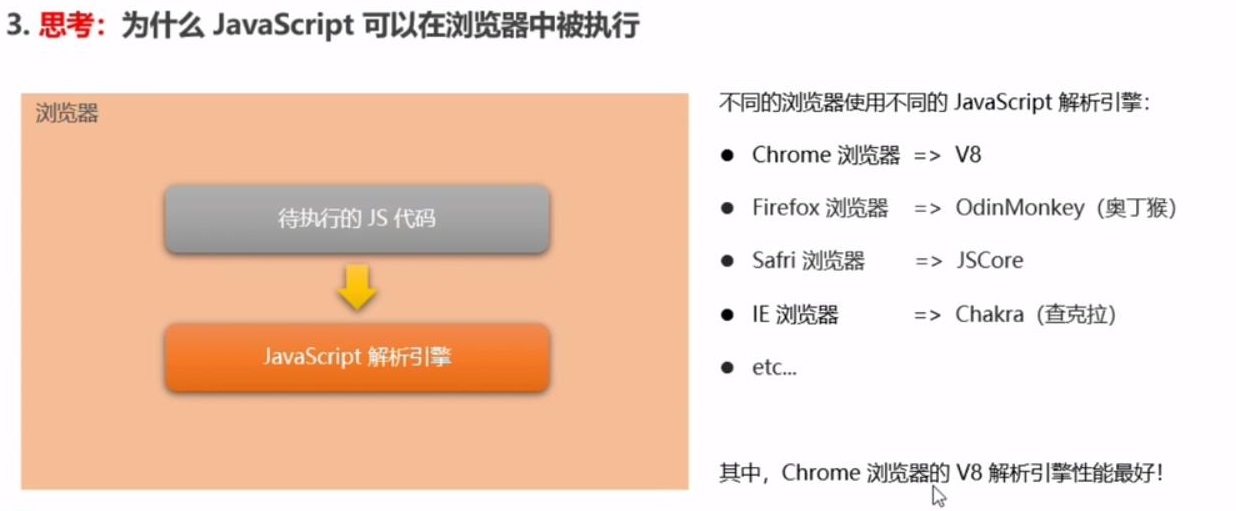 3. 思考：为什么 JavaScript 可以在浏览器中被执行
浏览器
待执行的 JS 代码
JavaScript 解析引擎
不同的浏览器使用不同的 JavaScript 解析引擎：
● Chrome 浏览器 => V8
● Firefox 浏览器 => OdinMonkey（奥丁猴）
● Safri 浏览器 => JSCore
● IE 浏览器 => Chakra（查克拉）
● etc...
其中，Chrome 浏览器的 V8 解析引擎性能最好！